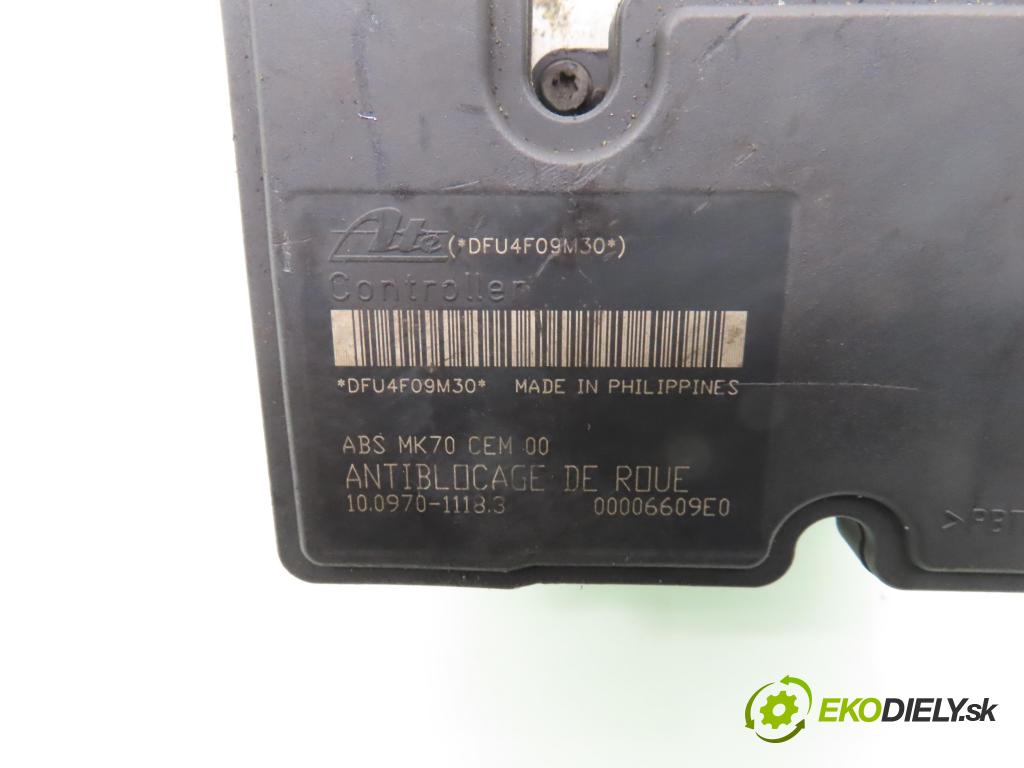 Ate (*DFU4F09M30*)
Controller
*DFU4F09M30* MADE IN PHILIPPINES
ABS MK70 CEM 00
ANTIBLOCAGE DE ROUE
10.0970-1118.3 00006609E0
EKODIELY.sk